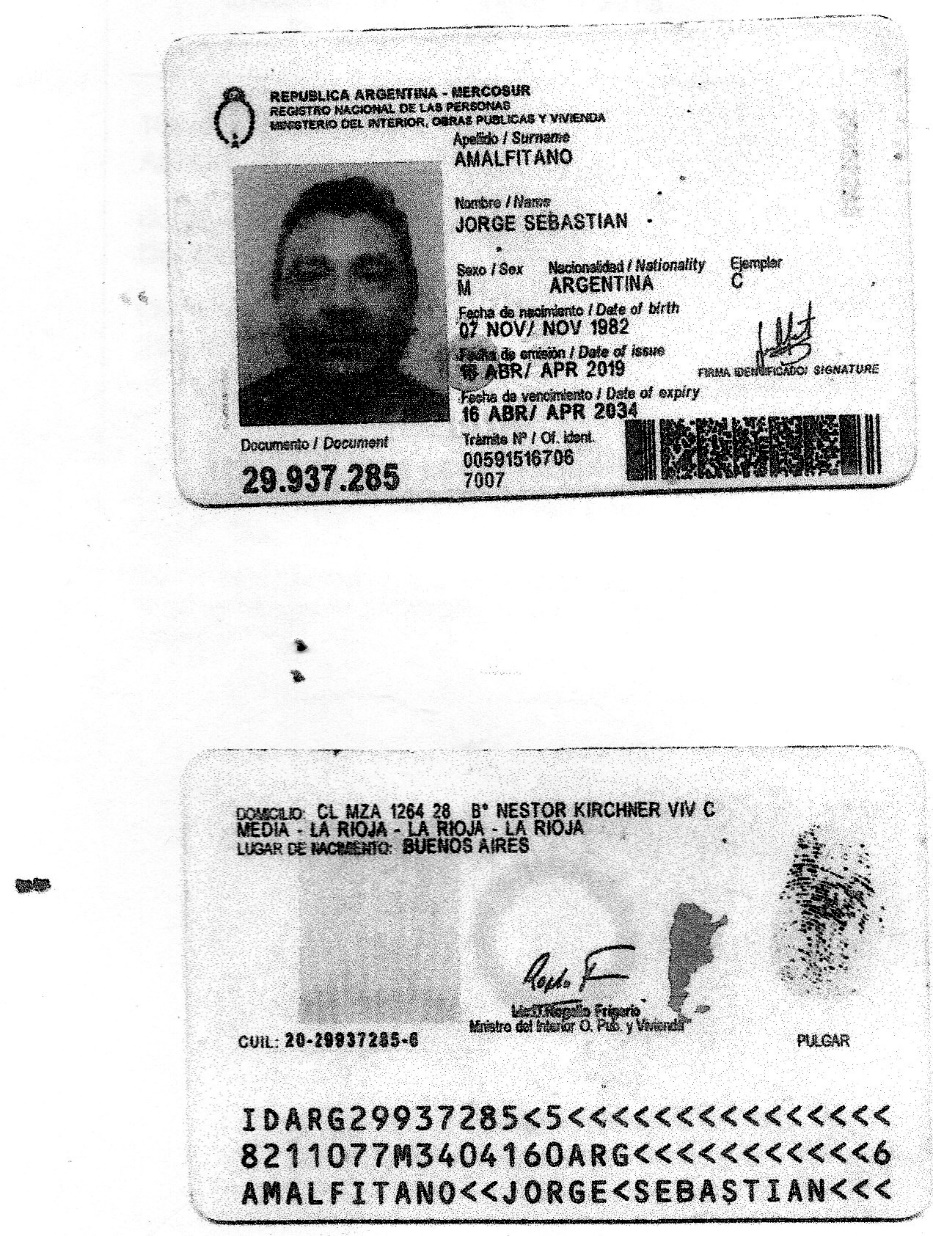 REPUBLICA ARGENTINA - MERCOSUR
REGISTRO NACIONAL DE LAS PERSONAS
MINISTERIO DEL INTERIOR, OBRAS PUBLICAS Y VIVIENDA
Apellido / Surname
AMALFITANO
Nombre / Name
JORGE SEBASTIAN
Sexo / Sex Nacionalidad / Nationality Ejemplar
M ARGENTINA C
Fecha de nacimiento / Date of birth
07 NOV/ NOV 1982
Fecha de emisión / Date of issue
ABR/ APR 2019
FIRMA IDENTIFICADO/ SIGNATURE
Fecha de vencimiento / Date of expiry
16 ABR/ APR 2034
Documento / Document
29.937.285
Trámite Nº / Of. ident.
00591516706
7007
DOMICILIO: CL MZA 1264 28 Bº NESTOR KIRCHNER VIV C
MEDIA - LA RIOJA - LA RIOJA - LA RIOJA
LUGAR DE NACIMIENTO: BUENOS AIRES
Rogelio Frigerio
Ministro del Interior O. Púb. y Vivienda
CUIL: 20-29937285-6
PULGAR
IDARG29937285<5<<<<<<<<<<<<<<<
8211077M3404160ARG<<<<<<<<<<<6
AMALFITANO<<JORGE<SEBASTIAN<<<